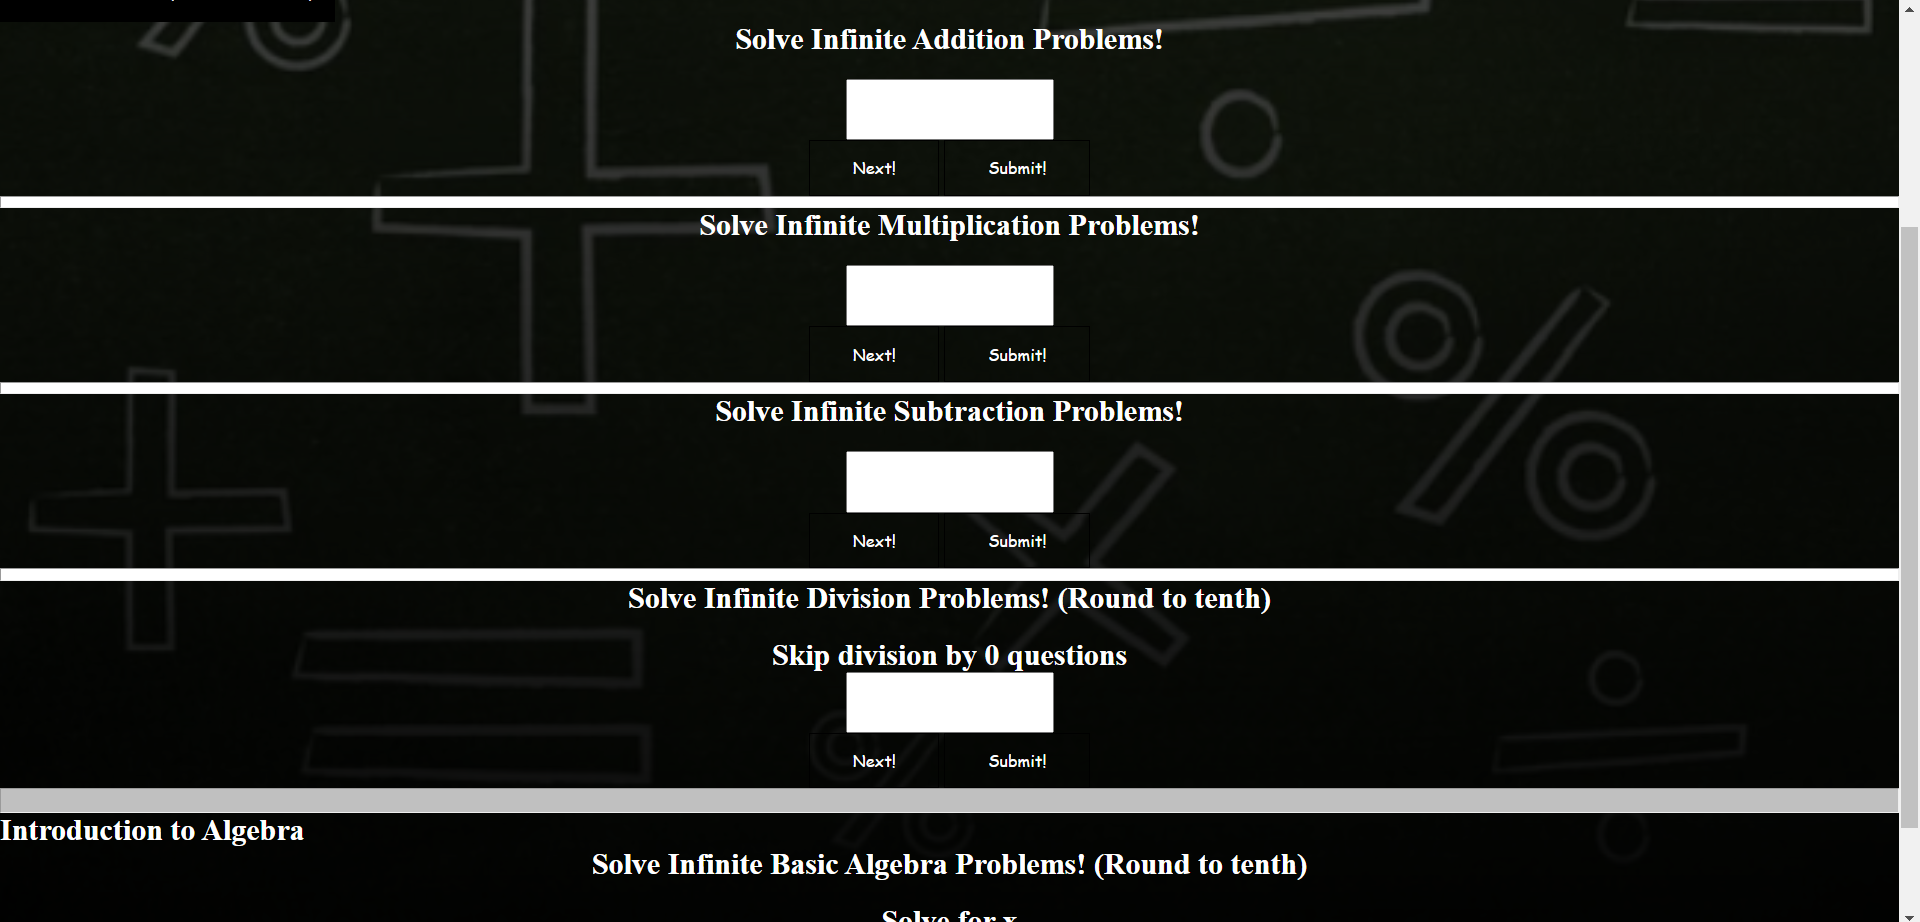 Solve Infinite Addition Problems!
Next! Submit!
Solve Infinite Multiplication Problems!
Next! Submit!
Solve Infinite Subtraction Problems!
Next! Submit!
Solve Infinite Division Problems! (Round to tenth)
Skip division by 0 questions
Next! Submit!
Introduction to Algebra
Solve Infinite Basic Algebra Problems! (Round to tenth)
Solve for x